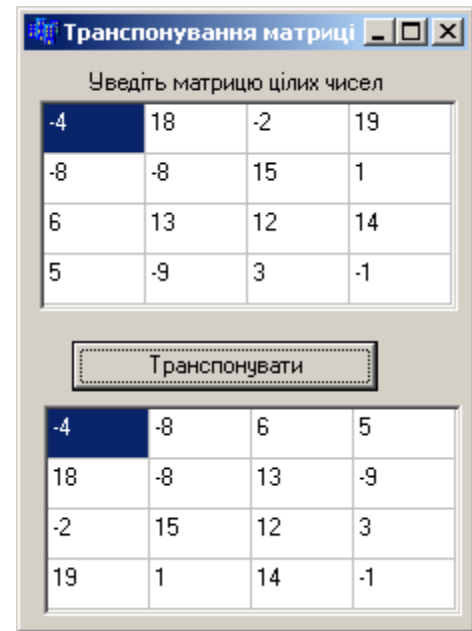 Транспонування матриці
Уведіть матрицю цілих чисел
-4 18 -2 19
-8 -8 15 1
6 13 12 14
5 -9 3 -1
Транспонувати
-4 -8 6 5
18 -8 13 -9
-2 15 12 3
19 1 14 -1